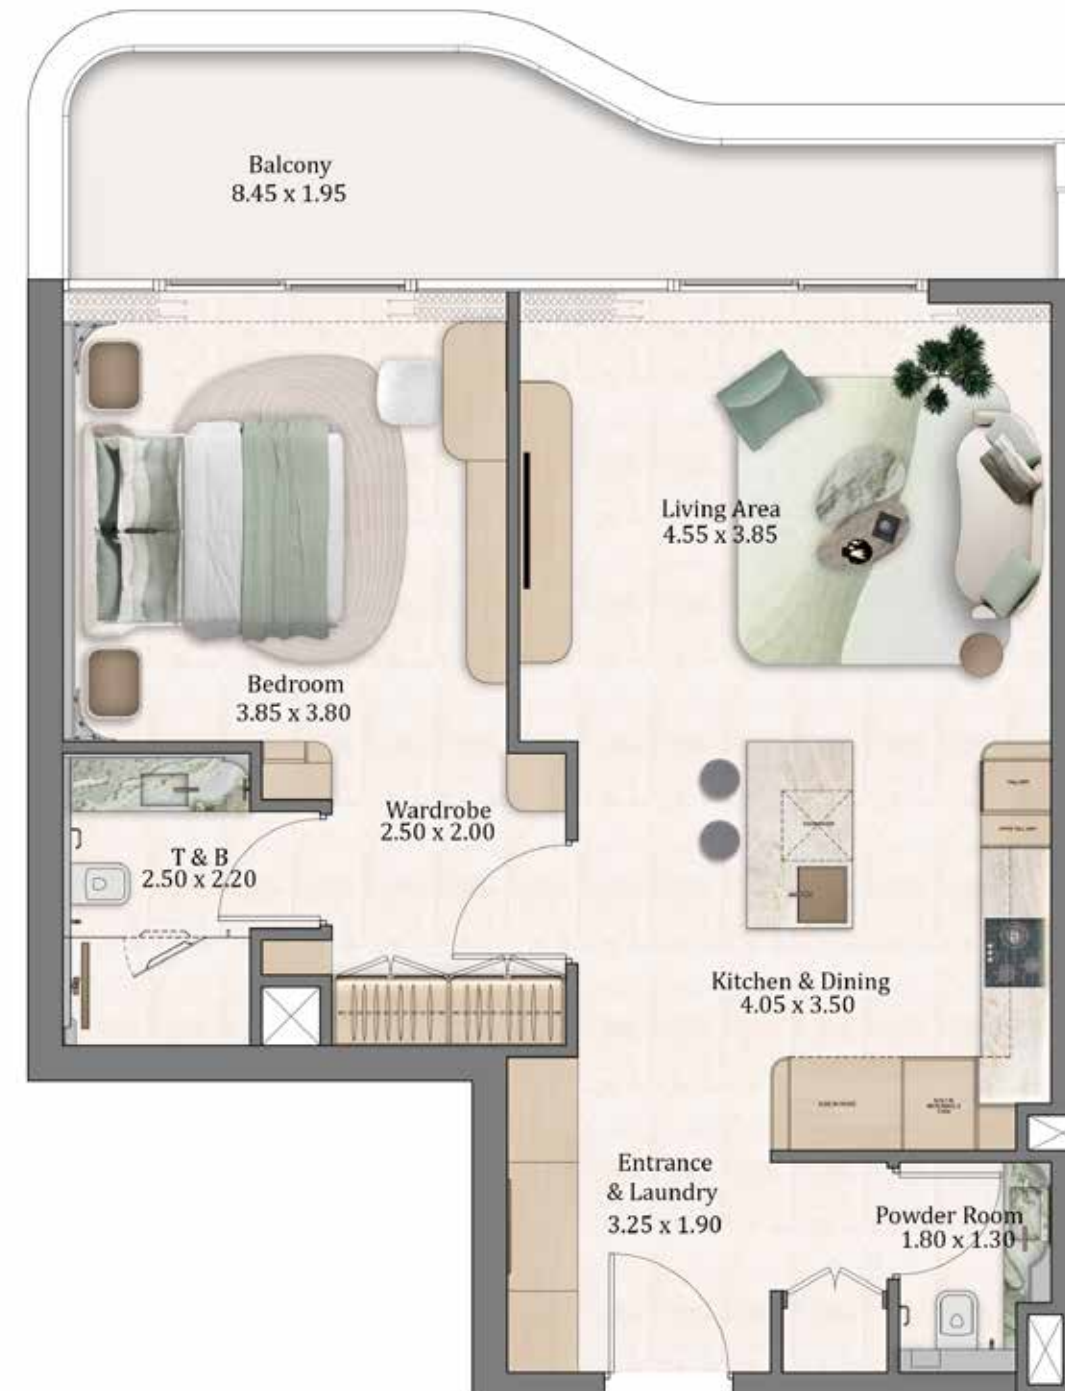 Balcony
8.45 x 1.95
Living Area
4.55 x 3.85
Bedroom
3.85 x 3.80
Wardrobe
2.50 x 2.00
T & B
2.50 x 2.20
Kitchen & Dining
4.05 x 3.50
Entrance
& Laundry
3.25 x 1.90
Powder Room
1.80 x 1.30